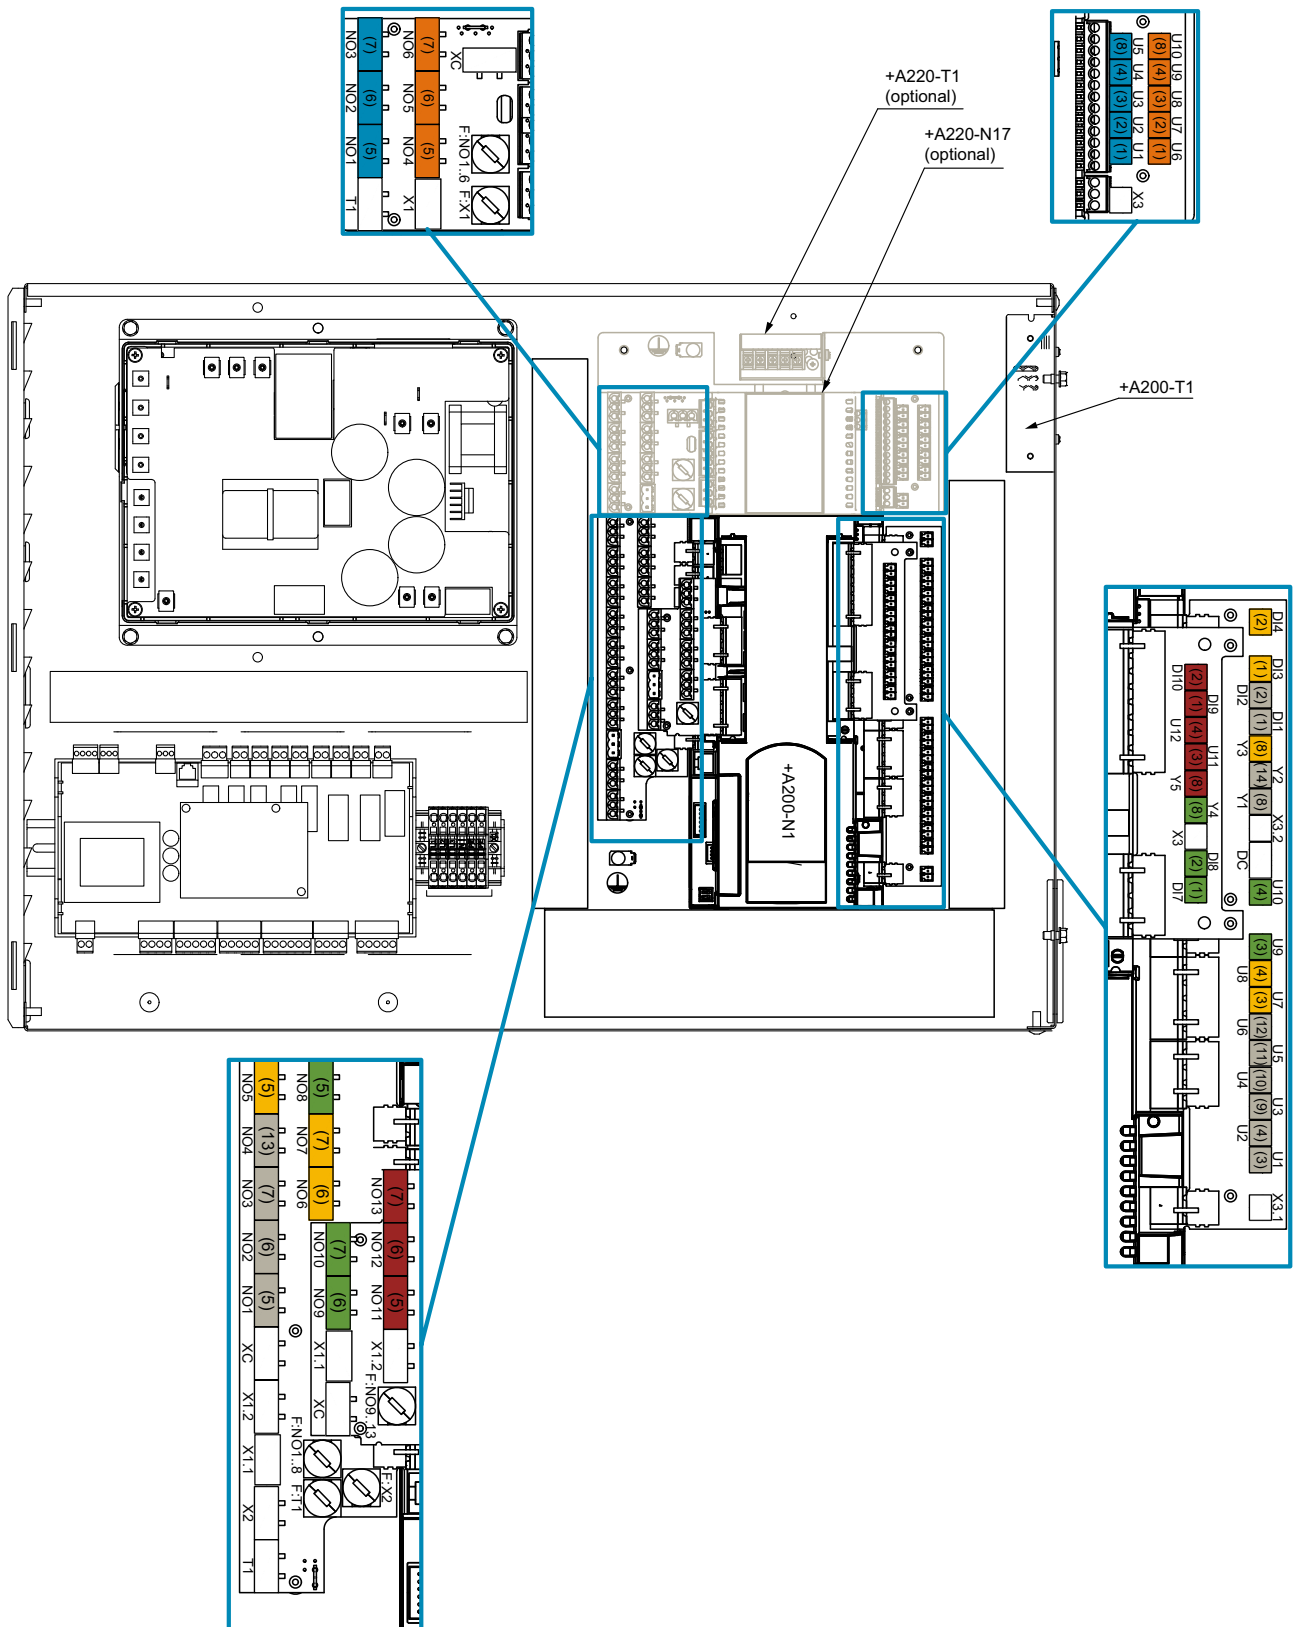 NO3 (7)
NO2 (6)
NO1 (5)
T1
NO6 (7)
NO5 (6)
NO4 (5)
X1
XC
F:NO1..6
F:X1
+A220-T1
(optional)
+A220-N17
(optional)
U5 (8)
U4 (4)
U3 (3)
U2 (2)
U1 (1)
U10 (8)
U9 (4)
U8 (3)
U7 (2)
U6 (1)
X3
+A200-T1
+A200-N1
DI4 (2)
DI3 (1)
DI2 (2)
DI1 (1)
Y3 (8)
Y2 (14)
Y1 (8)
X3.2
DC
U10 (4)
U9 (3)
U8 (4)
U7 (3)
U6 (12)
U5 (11)
U4 (10)
U3 (9)
U2 (4)
U1 (3)
X3.1
DI10 (2)
DI9 (1)
U12 (4)
U11 (3)
Y5 (8)
Y4 (8)
X3
DI8 (2)
DI7 (1)
NO5 (5)
NO4 (13)
NO3 (7)
NO2 (6)
NO1 (5)
XC
X1.2
X1.1
X2
T1
NO8 (5)
NO7 (7)
NO6 (6)
NO10 (7)
NO9 (6)
X1.1
XC
NO13 (7)
NO12 (6)
NO11 (5)
X1.2
F:NO9..13
F:NO1..8
F:T1
F:X2